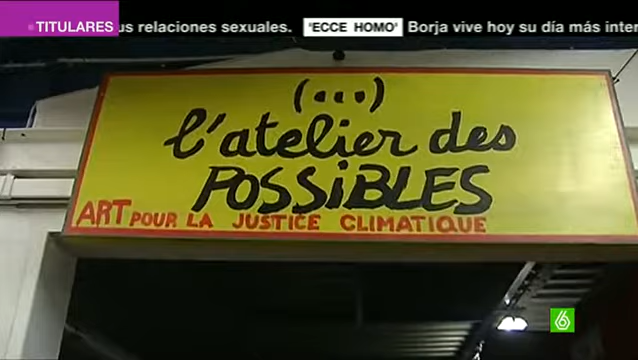 TITULARES
us relaciones sexuales. 'ECCE HOMO' Borja vive hoy su día más inter
(...)
l'atelier des
POSSiBLES
ART POUR LA JUSTICE CLIMATIQUE
6